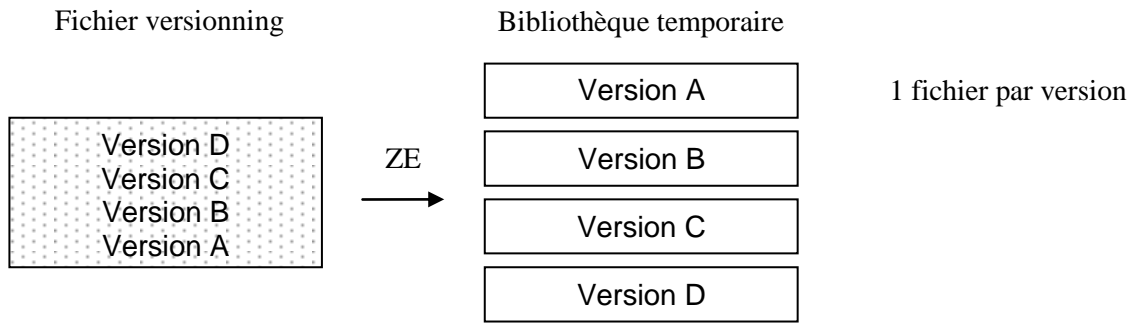 Fichier versionning
Bibliothèque temporaire
Version A
1 fichier par version
Version D
Version C
Version B
Version A
ZE
Version B
Version C
Version D